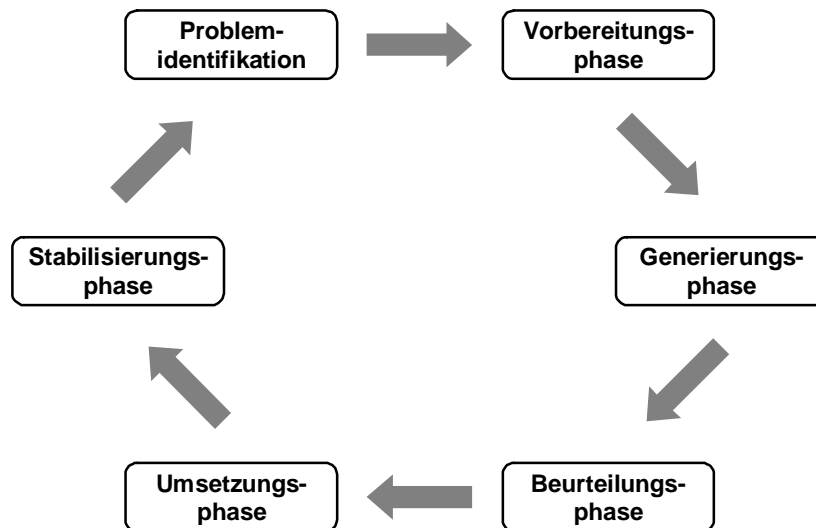 Problem-
identifikation
Vorbereitungs-
phase
Generierungs-
phase
Beurteilungs-
phase
Umsetzungs-
phase
Stabilisierungs-
phase